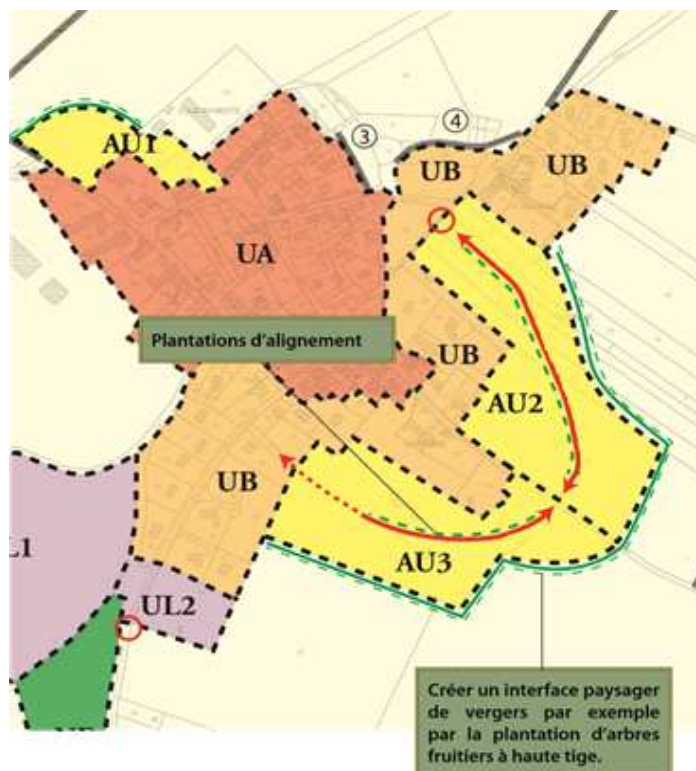 ③
④
AU1
UB
UB
UA
Plantations d'alignement
UB
AU2
UB
L1
AU3
UL2
Créer un interface paysager
de vergers par exemple
par la plantation d'arbres
fruitiers à haute tige.